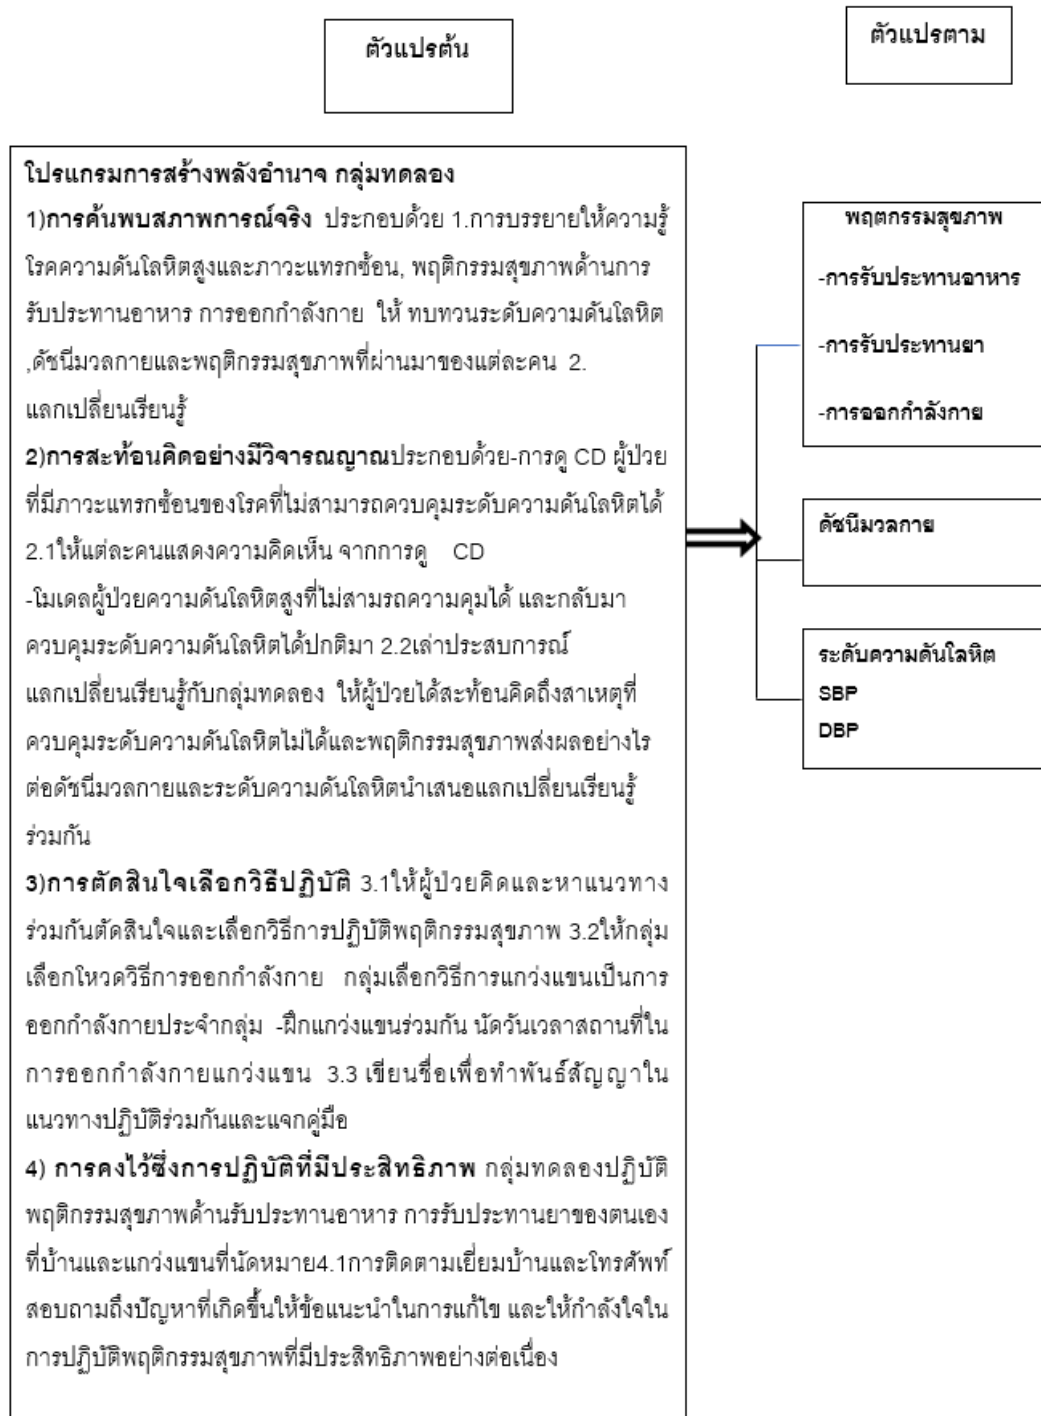 ตัวแปรต้น
ตัวแปรตาม
โปรแกรมการสร้างพลังอำนาจ กลุ่มทดลอง
1)การค้นพบสภาพการณ์จริง ประกอบด้วย 1.การบรรยายให้ความรู้
โรคความดันโลหิตสูงและภาวะแทรกซ้อน, พฤติกรรมสุขภาพด้านการ
รับประทานอาหาร การออกกำลังกาย ให้ ทบทวนระดับความดันโลหิต
,ดัชนีมวลกายและพฤติกรรมสุขภาพที่ผ่านมาของแต่ละคน 2.
แลกเปลี่ยนเรียนรู้
2)การสะท้อนคิดอย่างมีวิจารณญาณประกอบด้วย-การดู CD ผู้ป่วย
ที่มีภาวะแทรกซ้อนของโรคที่ไม่สามารถควบคุมระดับความดันโลหิตได้
2.1ให้แต่ละคนแสดงความคิดเห็น จากการดู CD
-โมเดลผู้ป่วยความดันโลหิตสูงที่ไม่สามรถความคุมได้ และกลับมา
ควบคุมระดับความดันโลหิตได้ปกติมา 2.2เล่าประสบการณ์
แลกเปลี่ยนเรียนรู้กับกลุ่มทดลอง ให้ผู้ป่วยได้สะท้อนคิดถึงสาเหตุที่
ควบคุมระดับความดันโลหิตไม่ได้และพฤติกรรมสุขภาพส่งผลอย่างไร
ต่อดัชนีมวลกายและระดับความดันโลหิตนำเสนอแลกเปลี่ยนเรียนรู้
ร่วมกัน
3)การตัดสินใจเลือกวิธีปฏิบัติ 3.1ให้ผู้ป่วยคิดและหาแนวทาง
ร่วมกันตัดสินใจและเลือกวิธีการปฏิบัติพฤติกรรมสุขภาพ 3.2ให้กลุ่ม
เลือกโหวดวิธีการออกกำลังกาย กลุ่มเลือกวิธีการแกว่งแขนเป็นการ
ออกกำลังกายประจำกลุ่ม -ฝึกแกว่งแขนร่วมกัน นัดวันเวลาสถานที่ใน
การออกกำลังกายแกว่งแขน 3.3 เขียนชื่อเพื่อทำพันธ์สัญญาใน
แนวทางปฏิบัติร่วมกันและแจกคู่มือ
4) การคงไว้ซึ่งการปฏิบัติที่มีประสิทธิภาพ กลุ่มทดลองปฏิบัติ
พฤติกรรมสุขภาพด้านรับประทานอาหาร การรับประทานยาของตนเอง
ที่บ้านและแกว่งแขนที่นัดหมาย4.1การติดตามเยี่ยมบ้านและโทรศัพท์
สอบถามถึงปัญหาที่เกิดขึ้นให้ข้อแนะนำในการแก้ไข และให้กำลังใจใน
การปฏิบัติพฤติกรรมสุขภาพที่มีประสิทธิภาพอย่างต่อเนื่อง
พฤตกรรมสุขภาพ
-การรับประทานอาหาร
-การรับประทานยา
-การออกกำลังกาย
ดัชนีมวลกาย
ระดับความดันโลหิต
SBP
DBP